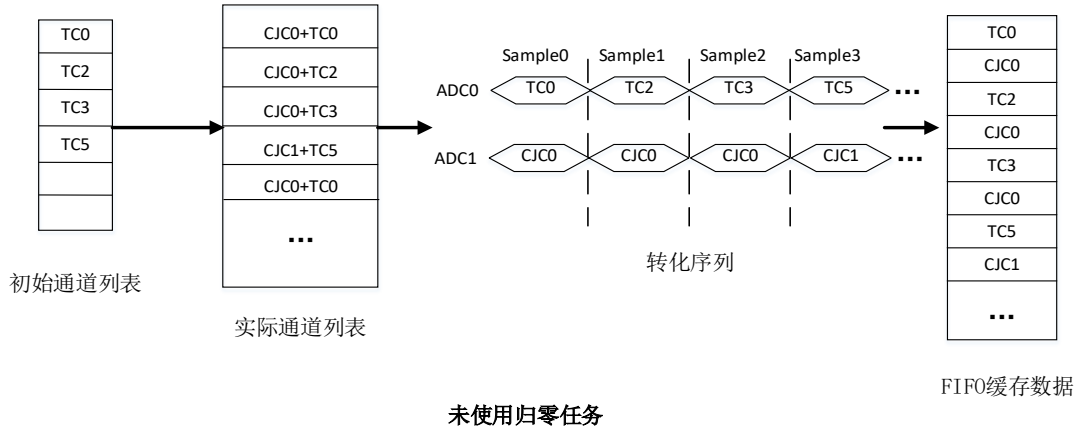 TC0
TC2
TC3
TC5
初始通道列表
CJC0+TC0
CJC0+TC2
CJC0+TC3
CJC1+TC5
CJC0+TC0
...
实际通道列表
Sample0 Sample1 Sample2 Sample3
ADC0 TC0 TC2 TC3 TC5 ...
ADC1 CJC0 CJC0 CJC0 CJC1 ...
转化序列
TC0
CJC0
TC2
CJC0
TC3
CJC0
TC5
CJC1
...
FIFO缓存数据
未使用归零任务